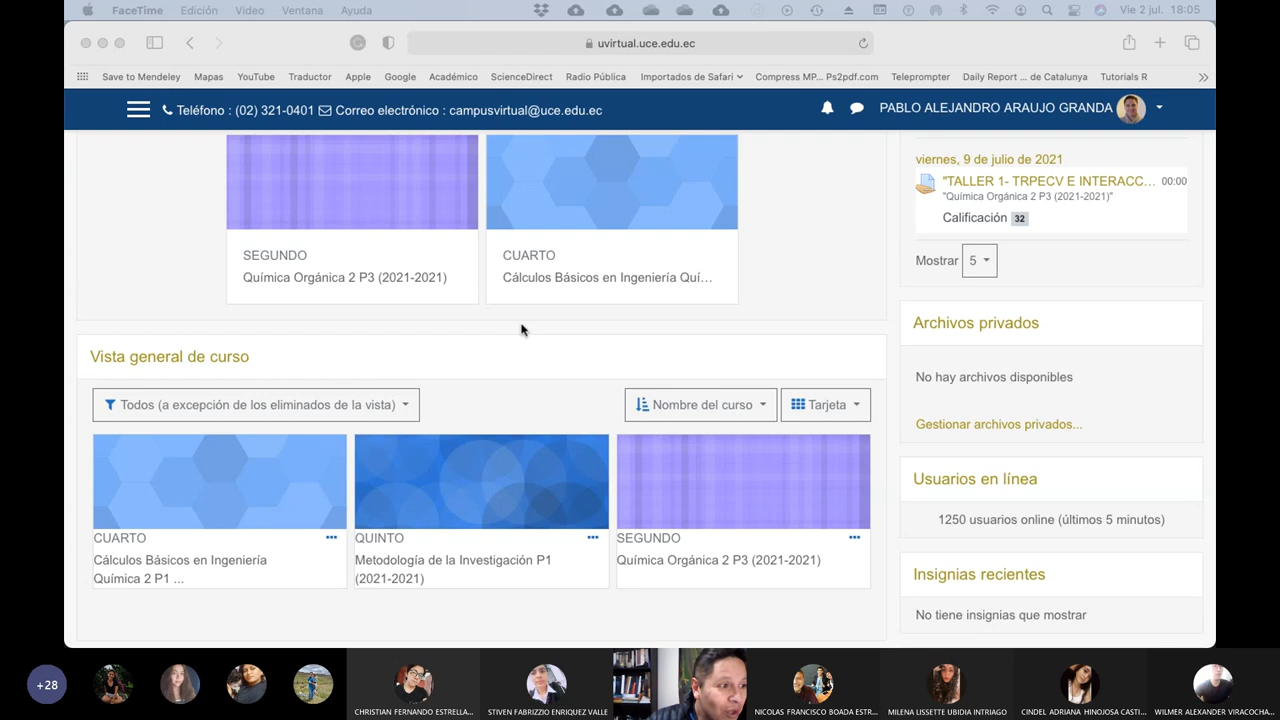 FaceTime Edición Video Ventana Ayuda Vie 2 jul. 18:05
uvirtual.uce.edu.ec
Save to Mendeley Mapas YouTube Traductor Apple Google Académico ScienceDirect Radio Pública Importados de Safari Compress MP... Ps2pdf.com Teleprompter Daily Report ... de Catalunya Tutorials R
Teléfono : (02) 321-0401 Correo electrónico : campusvirtual@uce.edu.ec PABLO ALEJANDRO ARAUJO GRANDA
viernes, 9 de julio de 2021
"TALLER 1- TRPECV E INTERACC... 00:00
"Química Orgánica 2 P3 (2021-2021)"
Calificación 32
SEGUNDO
Química Orgánica 2 P3 (2021-2021)
CUARTO
Cálculos Básicos en Ingeniería Quí...
Mostrar 5
Archivos privados
No hay archivos disponibles
Gestionar archivos privados...
Vista general de curso
Todos (a excepción de los eliminados de la vista) Nombre del curso Tarjeta
CUARTO
Cálculos Básicos en Ingeniería
Química 2 P1 ...
QUINTO
Metodología de la Investigación P1
(2021-2021)
SEGUNDO
Química Orgánica 2 P3 (2021-2021)
Usuarios en línea
1250 usuarios online (últimos 5 minutos)
Insignias recientes
No tiene insignias que mostrar
+28
CHRISTIAN FERNANDO ESTRELLA...
STIVEN FABRIZZIO ENRIQUEZ VALLE
NICOLAS FRANCISCO BOADA ESTR...
MILENA LISSETTE UBIDIA INTRIAGO
CINDEL ADRIANA HINOJOSA CASTI...
WILMER ALEXANDER VIRACOCHA...